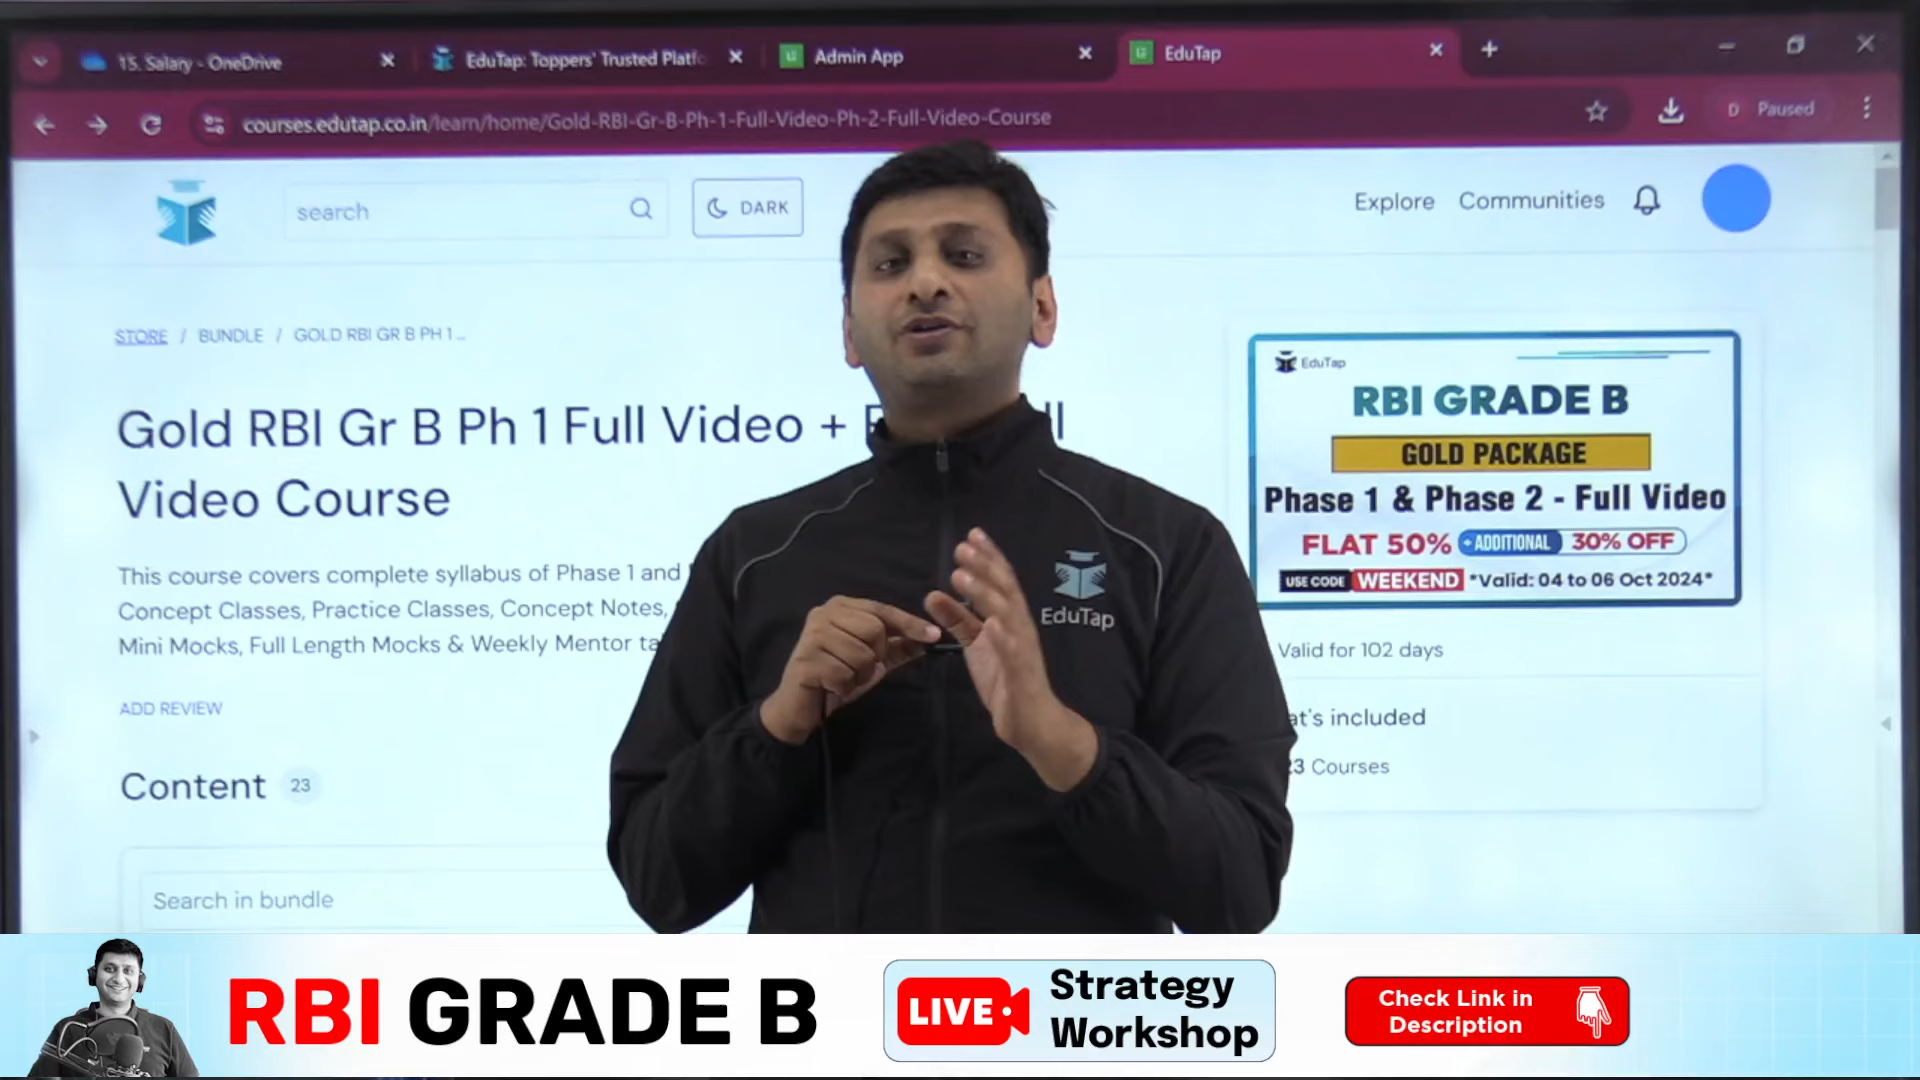 15. Salary - OneDrive
EduTap: Toppers' Trusted Platfo
Admin App
EduTap
courses.edutap.co.in/learn/home/Gold-RBI-Gr-B-Ph-1-Full-Video-Ph-2-Full-Video-Course
D Paused
search
DARK
Explore
Communities
STORE / BUNDLE / GOLD RBI GR B PH 1...
Gold RBI Gr B Ph 1 Full Video +
Video Course
This course covers complete syllabus of Phase 1 and
Concept Classes, Practice Classes, Concept Notes,
Mini Mocks, Full Length Mocks & Weekly Mentor ta
ADD REVIEW
Content 23
Search in bundle
EduTap
RBI GRADE B
GOLD PACKAGE
Phase 1 & Phase 2 - Full Video
FLAT 50% + ADDITIONAL 30% OFF
USE CODE WEEKEND *Valid: 04 to 06 Oct 2024*
Valid for 102 days
at's included
23 Courses
EduTap
RBI GRADE B
LIVE
Strategy
Workshop
Check Link in
Description